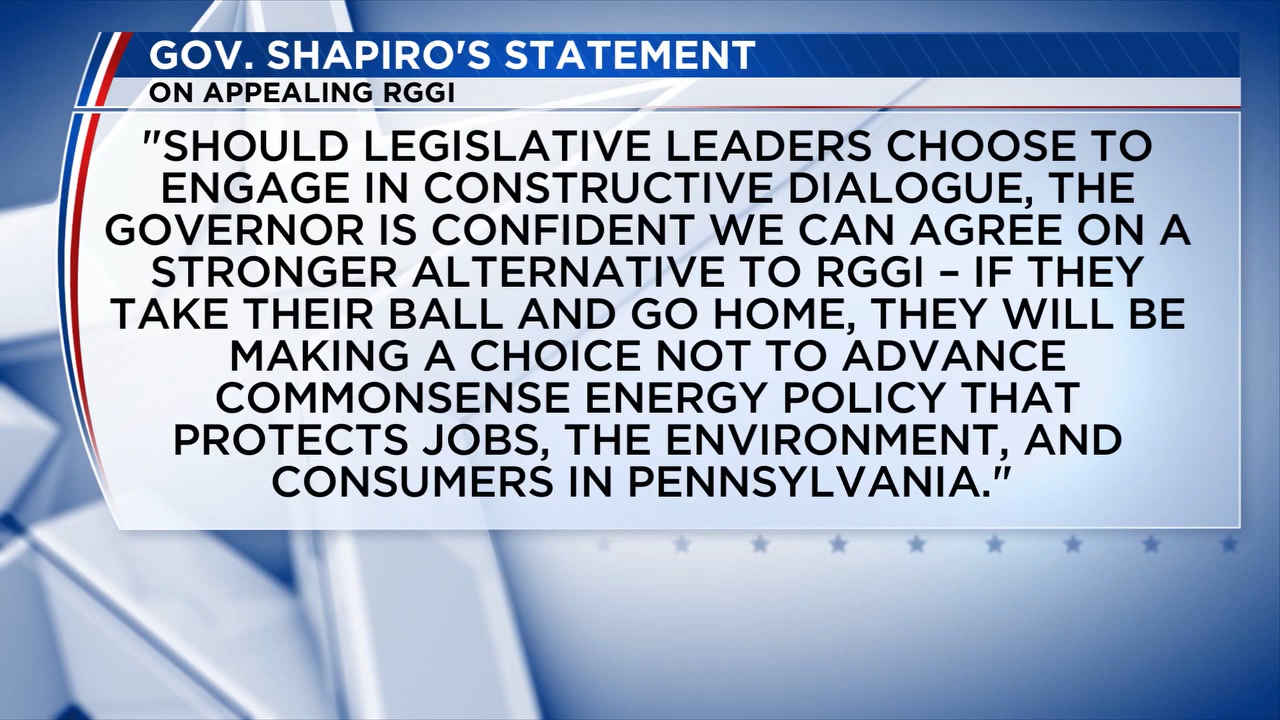 GOV. SHAPIRO'S STATEMENT
ON APPEALING RGGI
"SHOULD LEGISLATIVE LEADERS CHOOSE TO
ENGAGE IN CONSTRUCTIVE DIALOGUE, THE
GOVERNOR IS CONFIDENT WE CAN AGREE ON A
STRONGER ALTERNATIVE TO RGGI – IF THEY
TAKE THEIR BALL AND GO HOME, THEY WILL BE
MAKING A CHOICE NOT TO ADVANCE
COMMONSENSE ENERGY POLICY THAT
PROTECTS JOBS, THE ENVIRONMENT, AND
CONSUMERS IN PENNSYLVANIA."